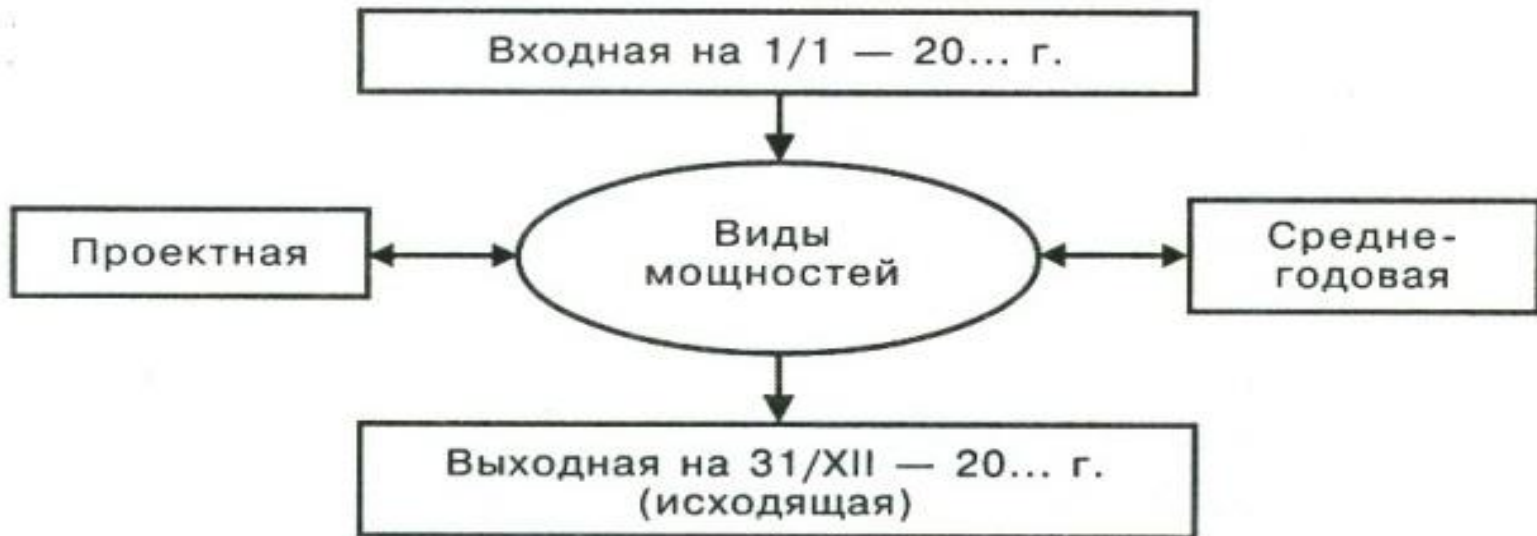 Входная на 1/1 — 20... г.
Проектная
Виды
мощностей
Средне-
годовая
Выходная на 31/XII — 20... г.
(исходящая)